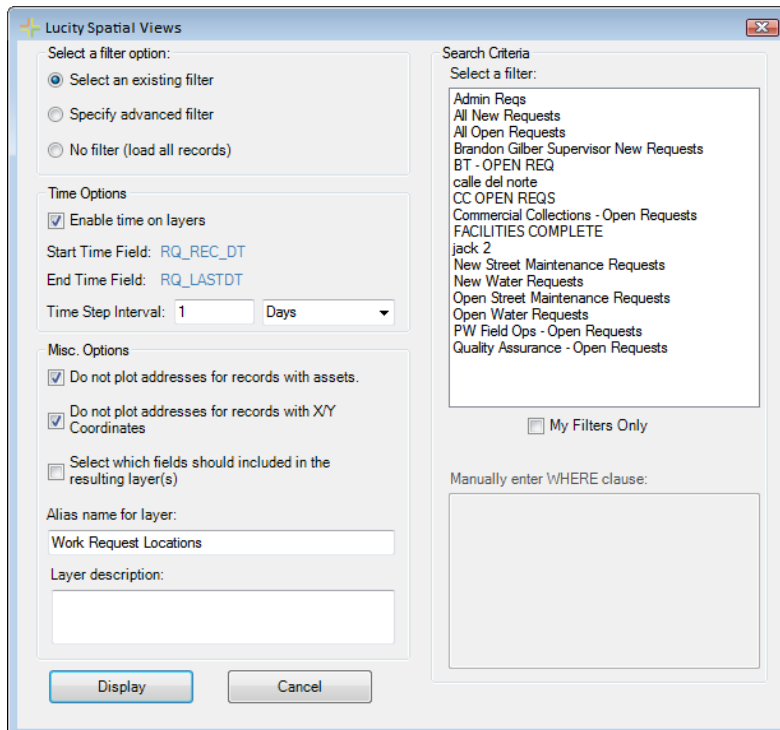 Lucity Spatial Views
Select a filter option:
Select an existing filter
Specify advanced filter
No filter (load all records)
Time Options
Enable time on layers
Start Time Field: RQ_REC_DT
End Time Field: RQ_LASTDT
Time Step Interval: 1 Days
Misc. Options
Do not plot addresses for records with assets.
Do not plot addresses for records with X/Y
Coordinates
Select which fields should included in the
resulting layer(s)
Alias name for layer:
Work Request Locations
Layer description:
Display Cancel
Search Criteria
Select a filter:
Admin Reqs
All New Requests
All Open Requests
Brandon Gilber Supervisor New Requests
BT - OPEN REQ
calle del norte
CC OPEN REQS
Commercial Collections - Open Requests
FACILITIES COMPLETE
jack 2
New Street Maintenance Requests
New Water Requests
Open Street Maintenance Requests
Open Water Requests
PW Field Ops - Open Requests
Quality Assurance - Open Requests
My Filters Only
Manually enter WHERE clause: